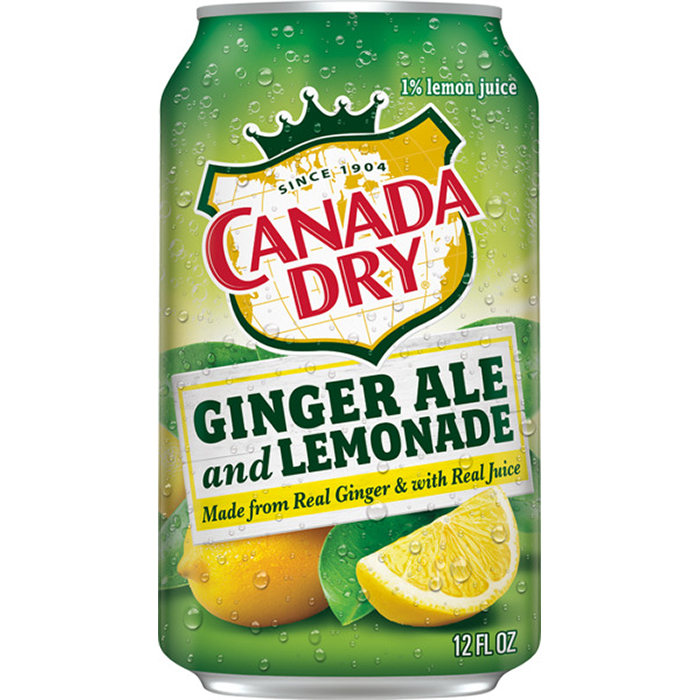 1% lemon juice
SINCE 1904
CANADA
DRY
GINGER ALE
and LEMONADE
Made from Real Ginger & with Real Juice
12 FL OZ